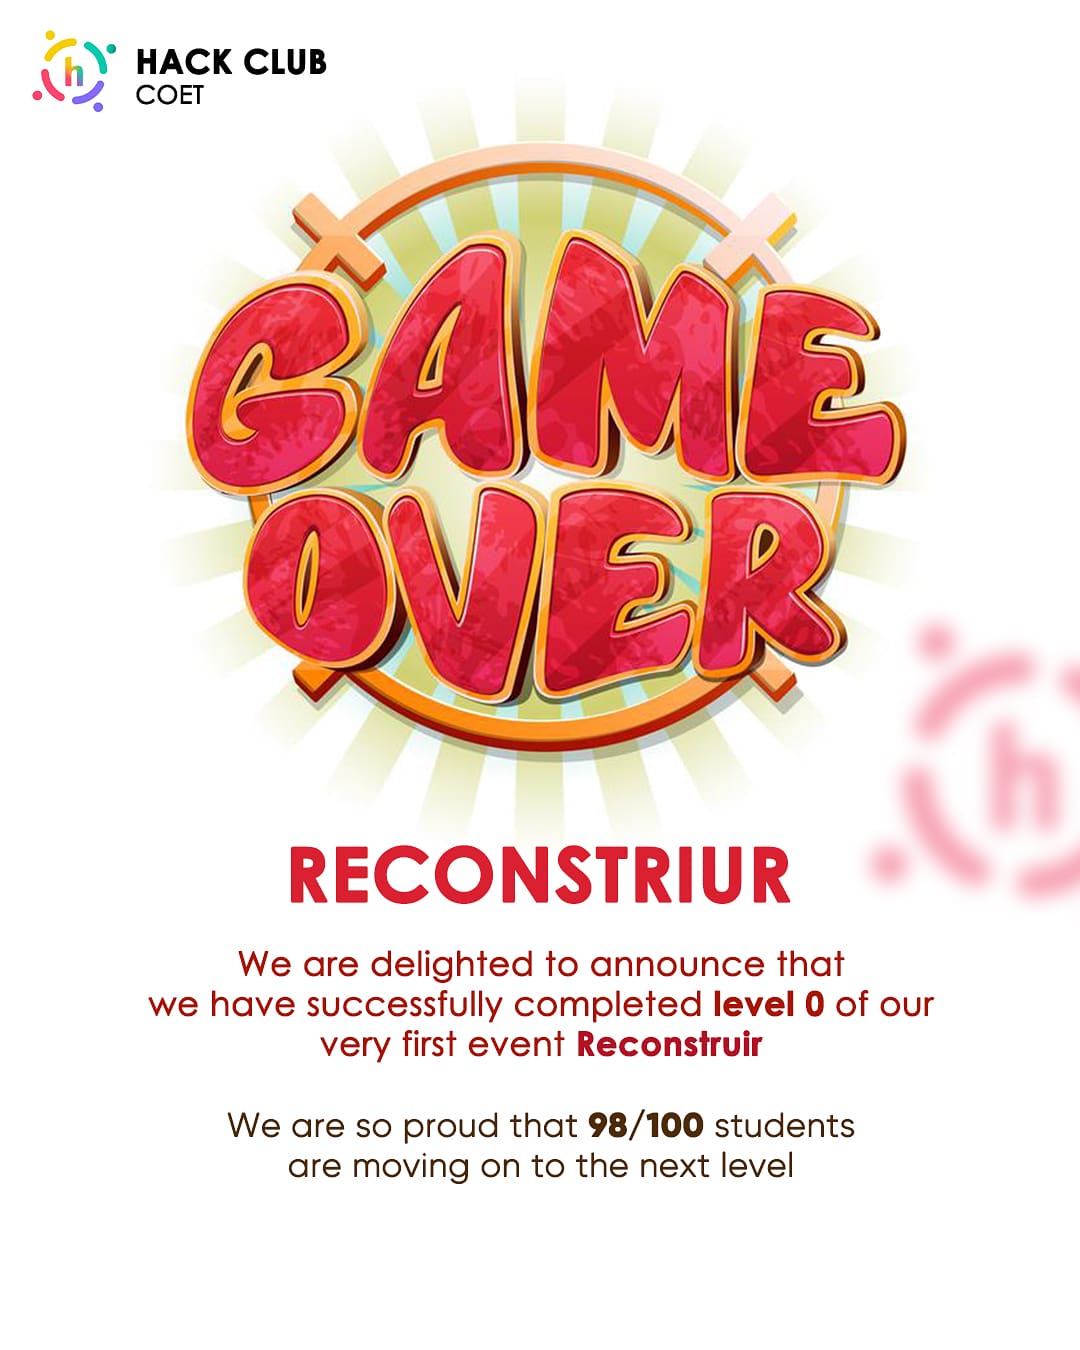 HACK CLUB
COET
GAME
OVER
h
RECONSTRIUR
We are delighted to announce that
we have successfully completed level 0 of our
very first event Reconstruir
We are so proud that 98/100 students
are moving on to the next level